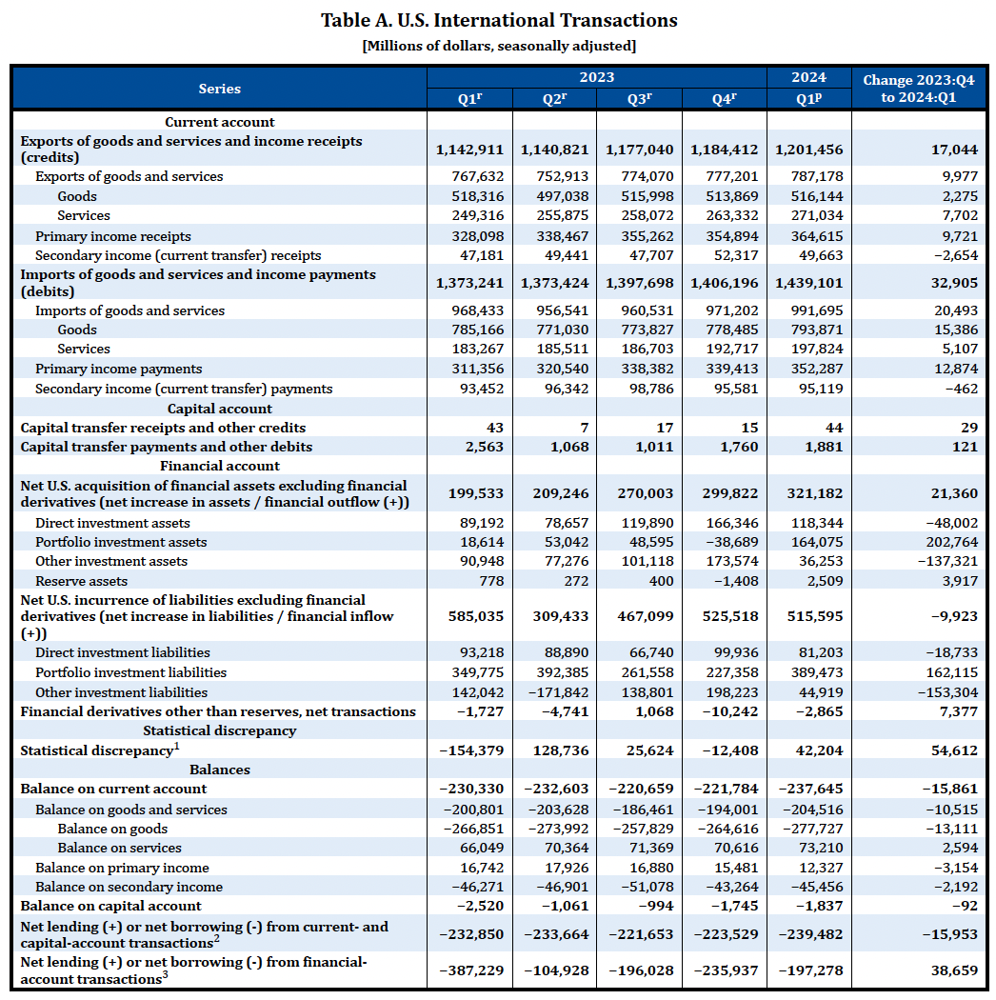 Table A. U.S. International Transactions
[Millions of dollars, seasonally adjusted]
Series 2023 2024 Change 2023:Q4 to 2024:Q1
Q1r Q2r Q3r Q4r Q1p
Current account
Exports of goods and services and income receipts (credits) 1,142,911 1,140,821 1,177,040 1,184,412 1,201,456 17,044
Exports of goods and services 767,632 752,913 774,070 777,201 787,178 9,977
Goods 518,316 497,038 515,998 513,869 516,144 2,275
Services 249,316 255,875 258,072 263,332 271,034 7,702
Primary income receipts 328,098 338,467 355,262 354,894 364,615 9,721
Secondary income (current transfer) receipts 47,181 49,441 47,707 52,317 49,663 −2,654
Imports of goods and services and income payments (debits) 1,373,241 1,373,424 1,397,698 1,406,196 1,439,101 32,905
Imports of goods and services 968,433 956,541 960,531 971,202 991,695 20,493
Goods 785,166 771,030 773,827 778,485 793,871 15,386
Services 183,267 185,511 186,703 192,717 197,824 5,107
Primary income payments 311,356 320,540 338,382 339,413 352,287 12,874
Secondary income (current transfer) payments 93,452 96,342 98,786 95,581 95,119 −462
Capital account
Capital transfer receipts and other credits 43 7 17 15 44 29
Capital transfer payments and other debits 2,563 1,068 1,011 1,760 1,881 121
Financial account
Net U.S. acquisition of financial assets excluding financial derivatives (net increase in assets / financial outflow (+)) 199,533 209,246 270,003 299,822 321,182 21,360
Direct investment assets 89,192 78,657 119,890 166,346 118,344 −48,002
Portfolio investment assets 18,614 53,042 48,595 −38,689 164,075 202,764
Other investment assets 90,948 77,276 101,118 173,574 36,253 −137,321
Reserve assets 778 272 400 −1,408 2,509 3,917
Net U.S. incurrence of liabilities excluding financial derivatives (net increase in liabilities / financial inflow (+)) 585,035 309,433 467,099 525,518 515,595 −9,923
Direct investment liabilities 93,218 88,890 66,740 99,936 81,203 −18,733
Portfolio investment liabilities 349,775 392,385 261,558 227,358 389,473 162,115
Other investment liabilities 142,042 −171,842 138,801 198,223 44,919 −153,304
Financial derivatives other than reserves, net transactions −1,727 −4,741 1,068 −10,242 −2,865 7,377
Statistical discrepancy
Statistical discrepancy1 −154,379 128,736 25,624 −12,408 42,204 54,612
Balances
Balance on current account −230,330 −232,603 −220,659 −221,784 −237,645 −15,861
Balance on goods and services −200,801 −203,628 −186,461 −194,001 −204,516 −10,515
Balance on goods −266,851 −273,992 −257,829 −264,616 −277,727 −13,111
Balance on services 66,049 70,364 71,369 70,616 73,210 2,594
Balance on primary income 16,742 17,926 16,880 15,481 12,327 −3,154
Balance on secondary income −46,271 −46,901 −51,078 −43,264 −45,456 −2,192
Balance on capital account −2,520 −1,061 −994 −1,745 −1,837 −92
Net lending (+) or net borrowing (-) from current- and capital-account transactions2 −232,850 −233,664 −221,653 −223,529 −239,482 −15,953
Net lending (+) or net borrowing (-) from financial-account transactions3 −387,229 −104,928 −196,028 −235,937 −197,278 38,659